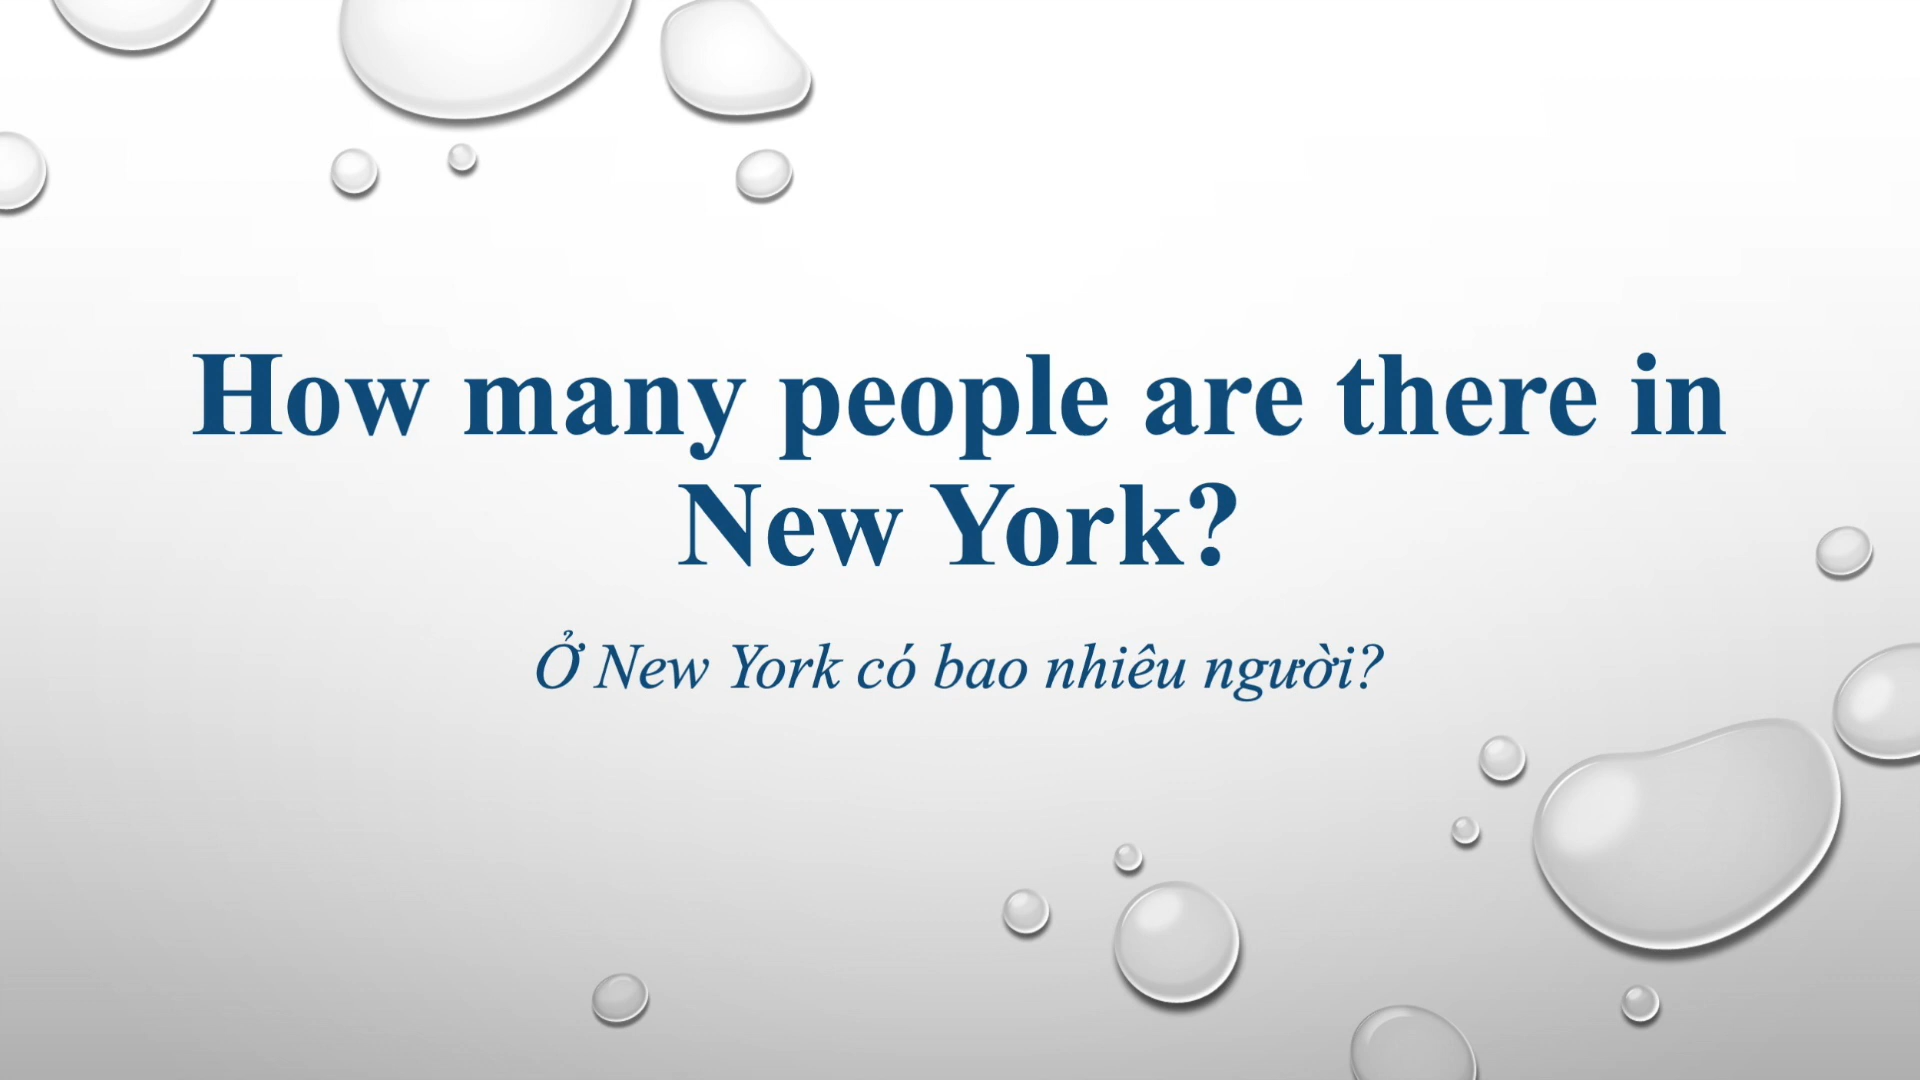 How many people are there in
New York?
Ở New York có bao nhiêu người?